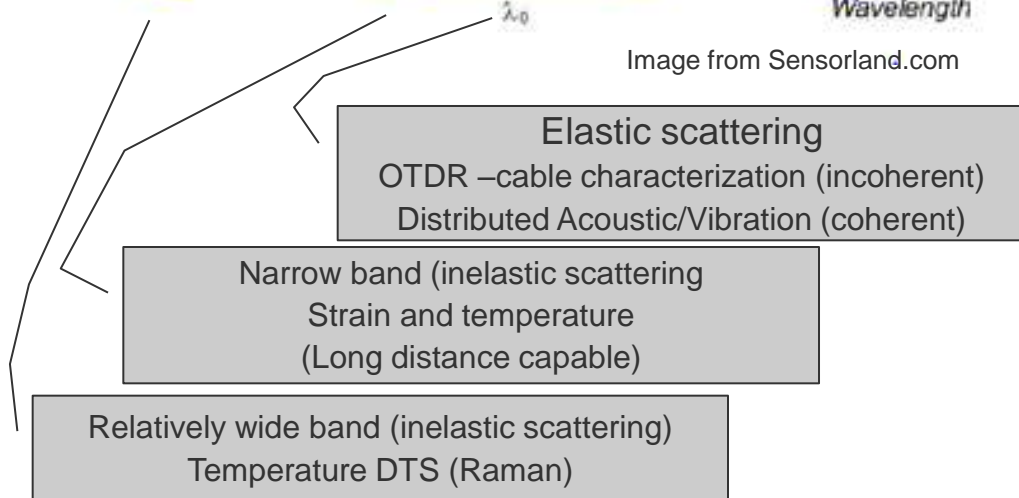 λ₀
Wavelength
Image from Sensorland.com
Elastic scattering
OTDR –cable characterization (incoherent)
Distributed Acoustic/Vibration (coherent)
Narrow band (inelastic scattering
Strain and temperature
(Long distance capable)
Relatively wide band (inelastic scattering)
Temperature DTS (Raman)